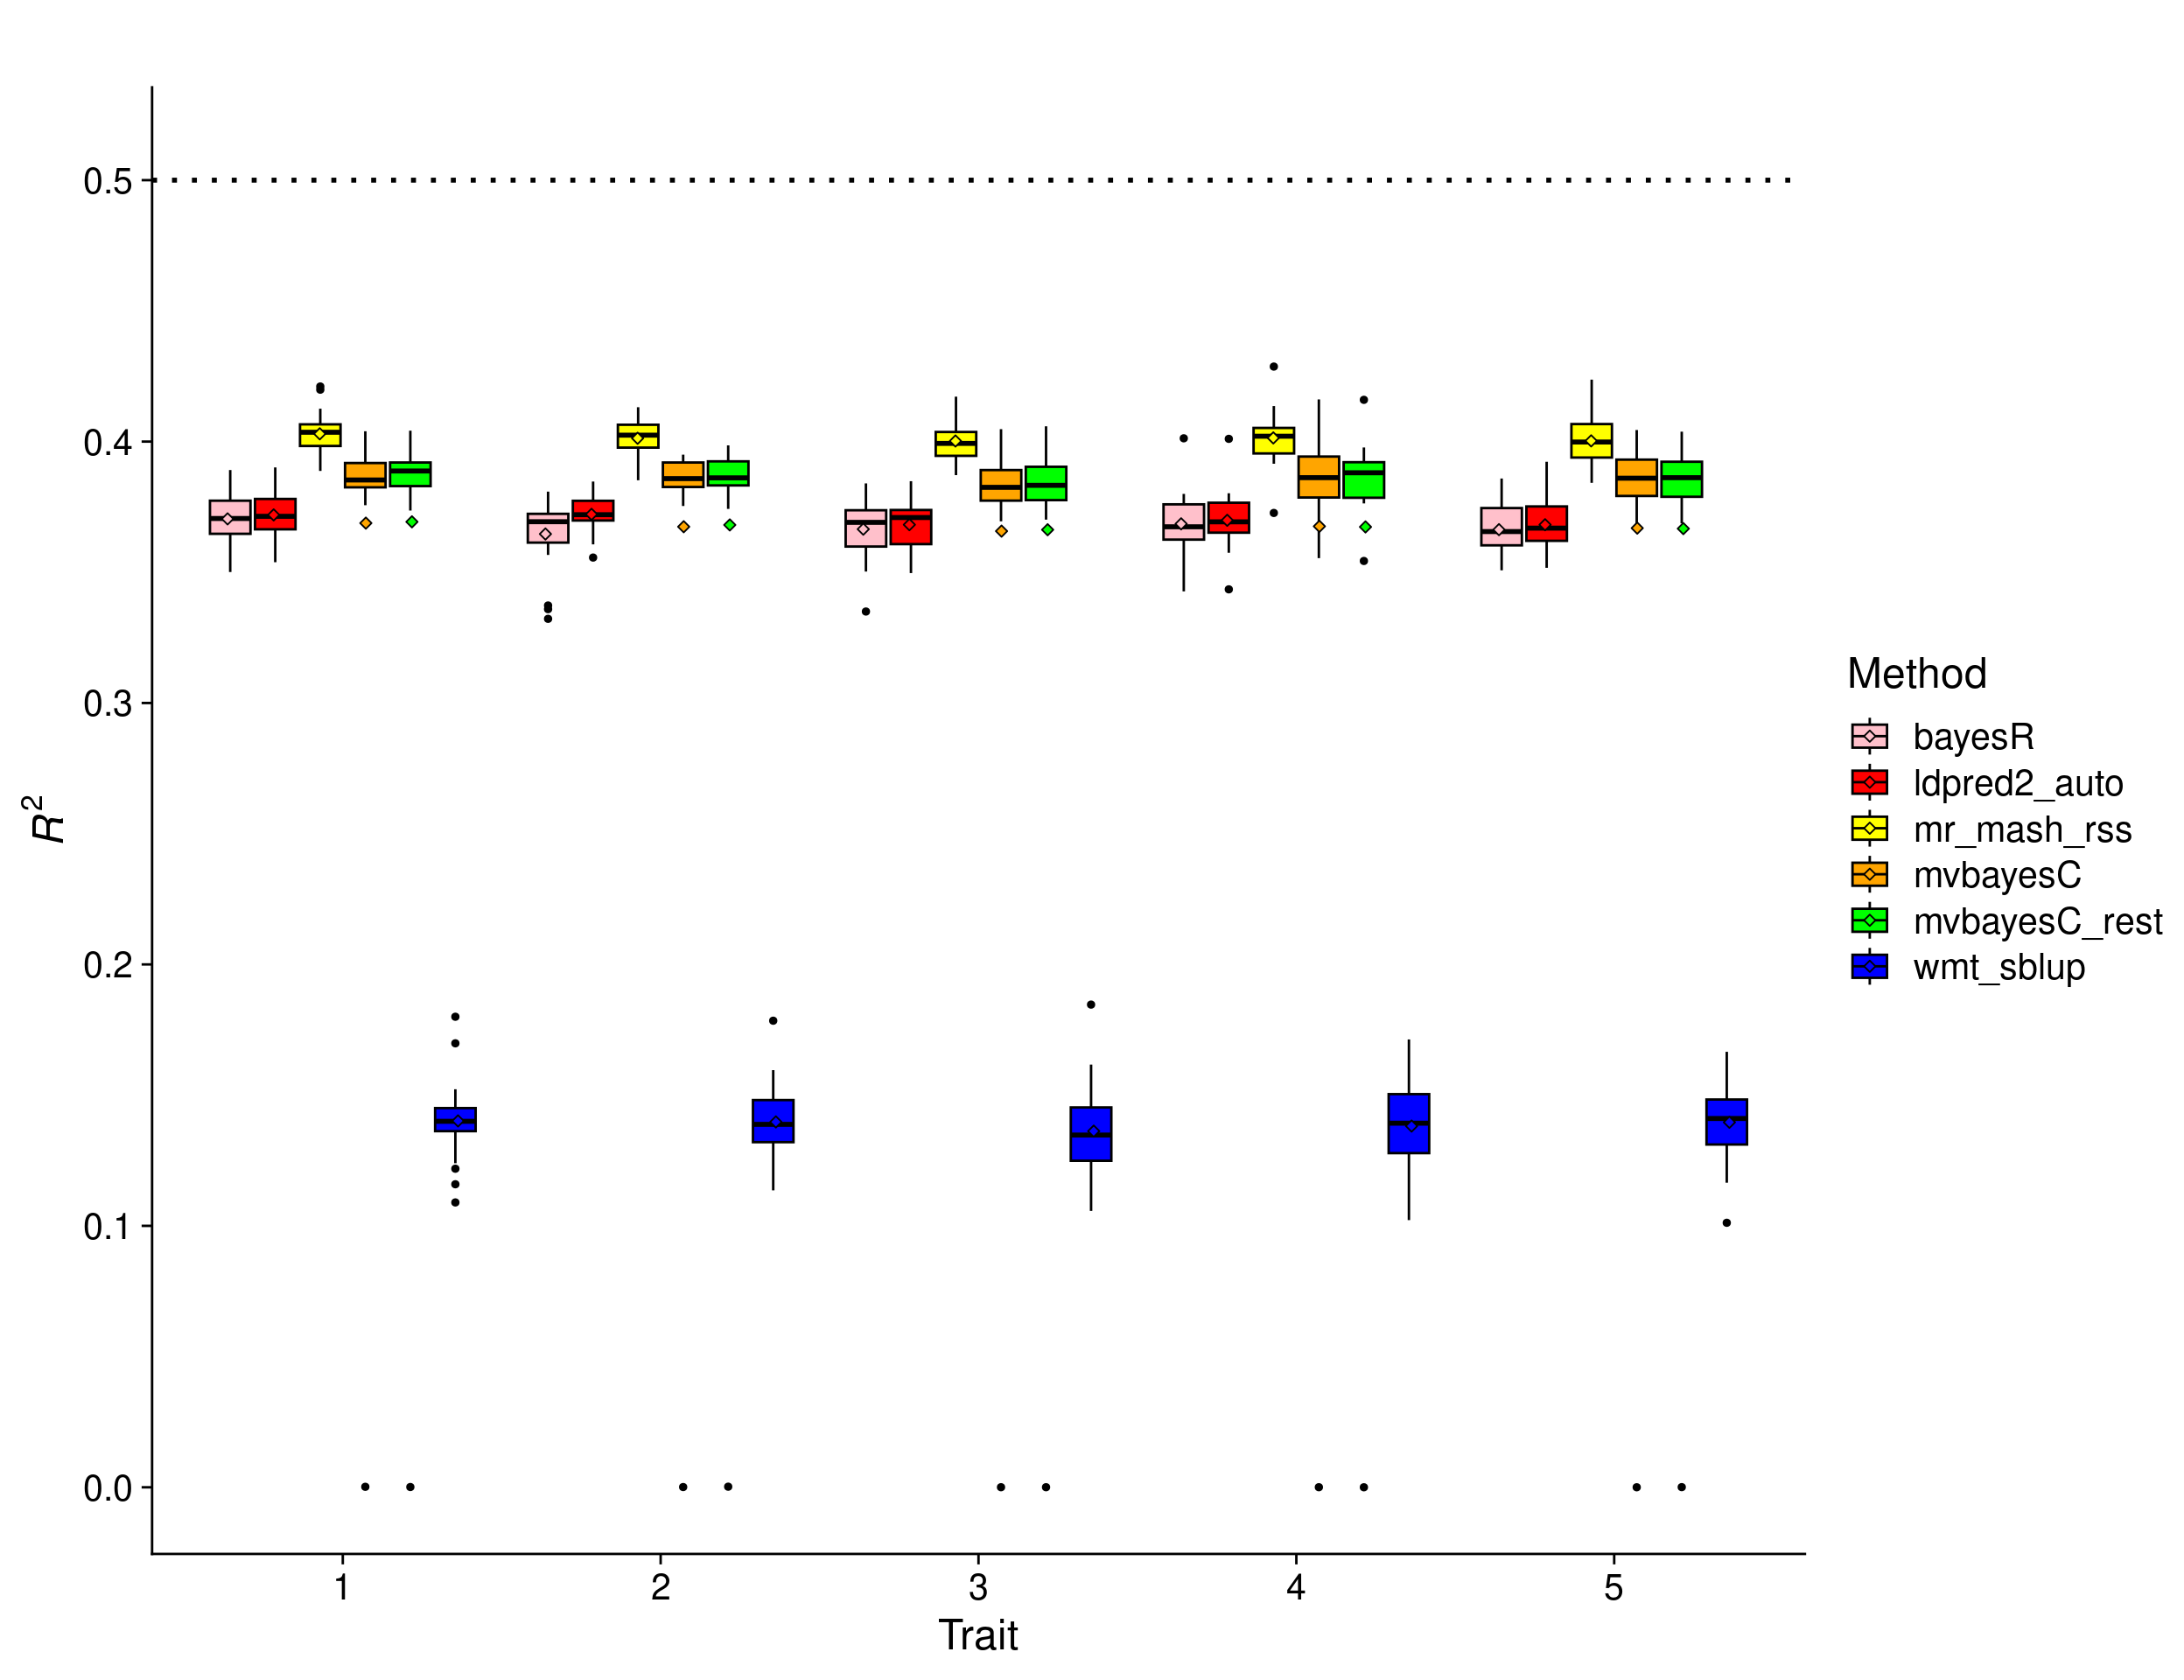 0.5
0.4
0.3
0.2
0.1
0.0
R²
1 2 3 4 5
Trait
Method
bayesR
ldpred2_auto
mr_mash_rss
mvbayesC
mvbayesC_rest
wmt_sblup